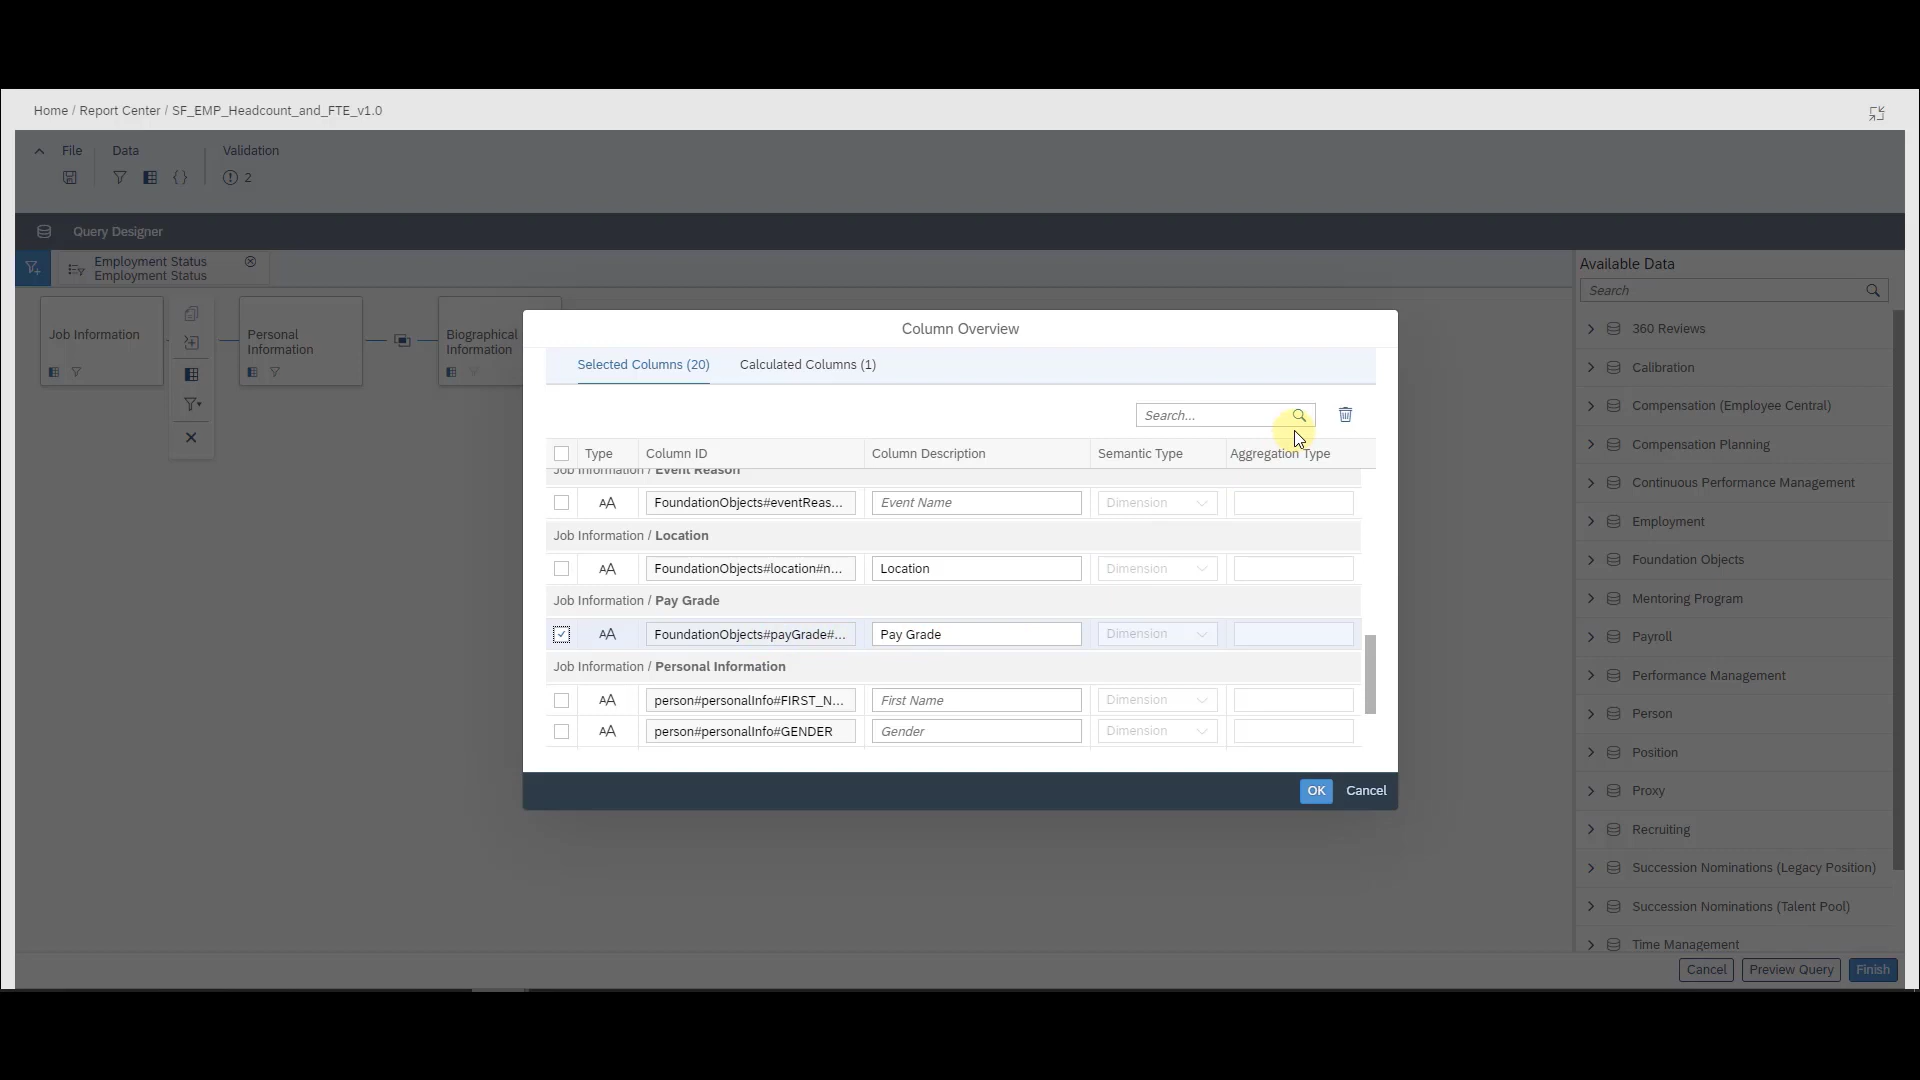 Home / Report Center / SF_EMP_Headcount_and_FTE_v1.0
File
Data
Validation
2
Query Designer
Employment Status
Employment Status
Job Information
Personal
Information
Biographical
Information
Column Overview
Selected Columns (20)
Calculated Columns (1)
Search...
Type
Column ID
Column Description
Semantic Type
Aggregation Type
Job Information / Event Reason
AA
FoundationObjects#eventReas...
Event Name
Dimension
Job Information / Location
AA
FoundationObjects#location#n...
Location
Dimension
Job Information / Pay Grade
AA
FoundationObjects#payGrade#...
Pay Grade
Dimension
Job Information / Personal Information
AA
person#personalInfo#FIRST_N...
First Name
Dimension
AA
person#personalInfo#GENDER
Gender
Dimension
OK
Cancel
Available Data
Search
360 Reviews
Calibration
Compensation (Employee Central)
Compensation Planning
Continuous Performance Management
Employment
Foundation Objects
Mentoring Program
Payroll
Performance Management
Person
Position
Proxy
Recruiting
Succession Nominations (Legacy Position)
Succession Nominations (Talent Pool)
Time Management
Cancel
Preview Query
Finish